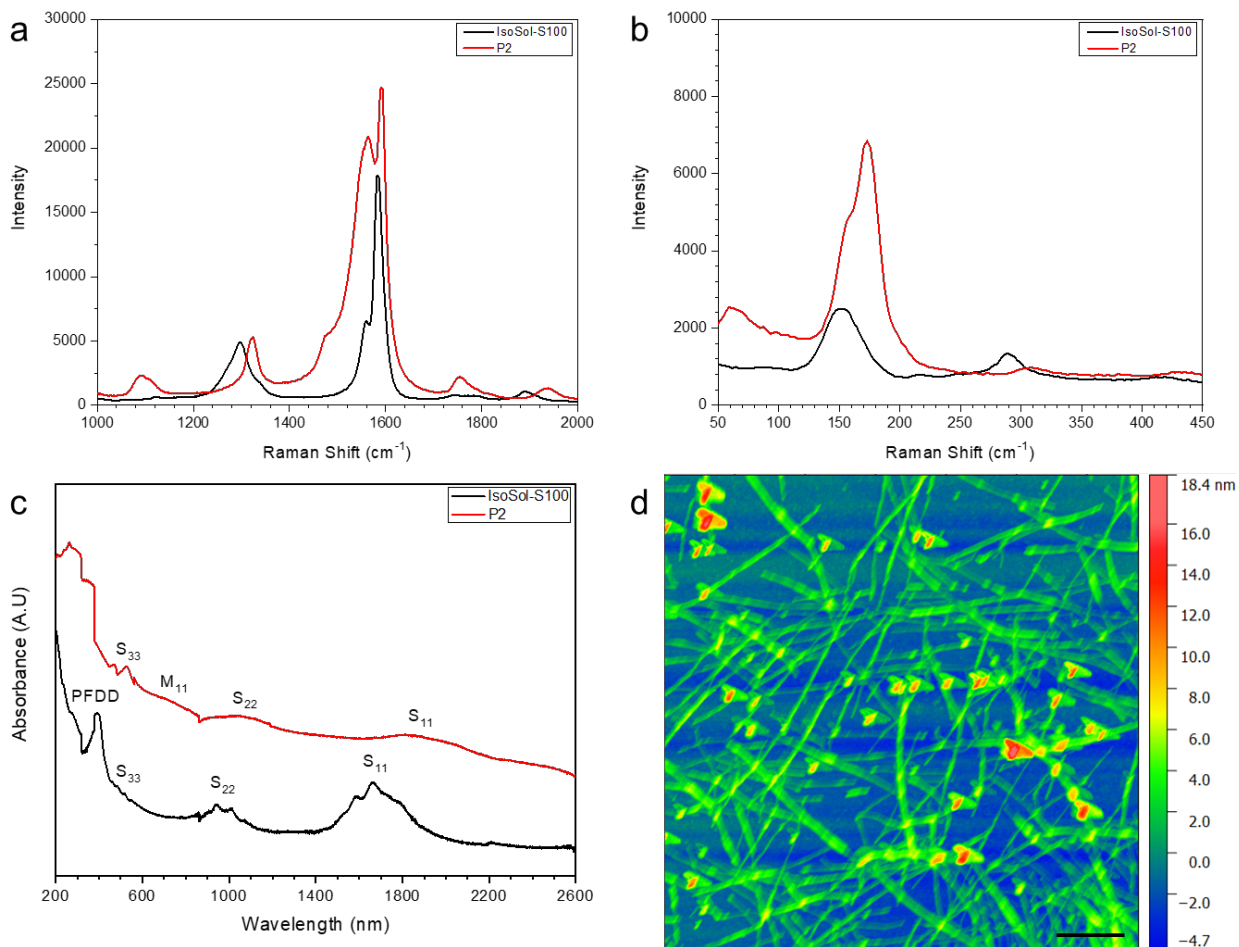 a
30000
25000
20000
15000
10000
5000
0
Intensity
IsoSol-S100
P2
1000 1200 1400 1600 1800 2000
Raman Shift (cm⁻¹)
b
10000
8000
6000
4000
2000
0
Intensity
IsoSol-S100
P2
50 100 150 200 250 300 350 400 450
Raman Shift (cm⁻¹)
c
Absorbance (A.U)
IsoSol-S100
P2
S₃₃
M₁₁
S₂₂
S₁₁
PFDD
S₃₃
S₂₂
S₁₁
200 600 1000 1400 1800 2200 2600
Wavelength (nm)
d
18.4 nm
16.0
14.0
12.0
10.0
8.0
6.0
4.0
2.0
0.0
−2.0
−4.7